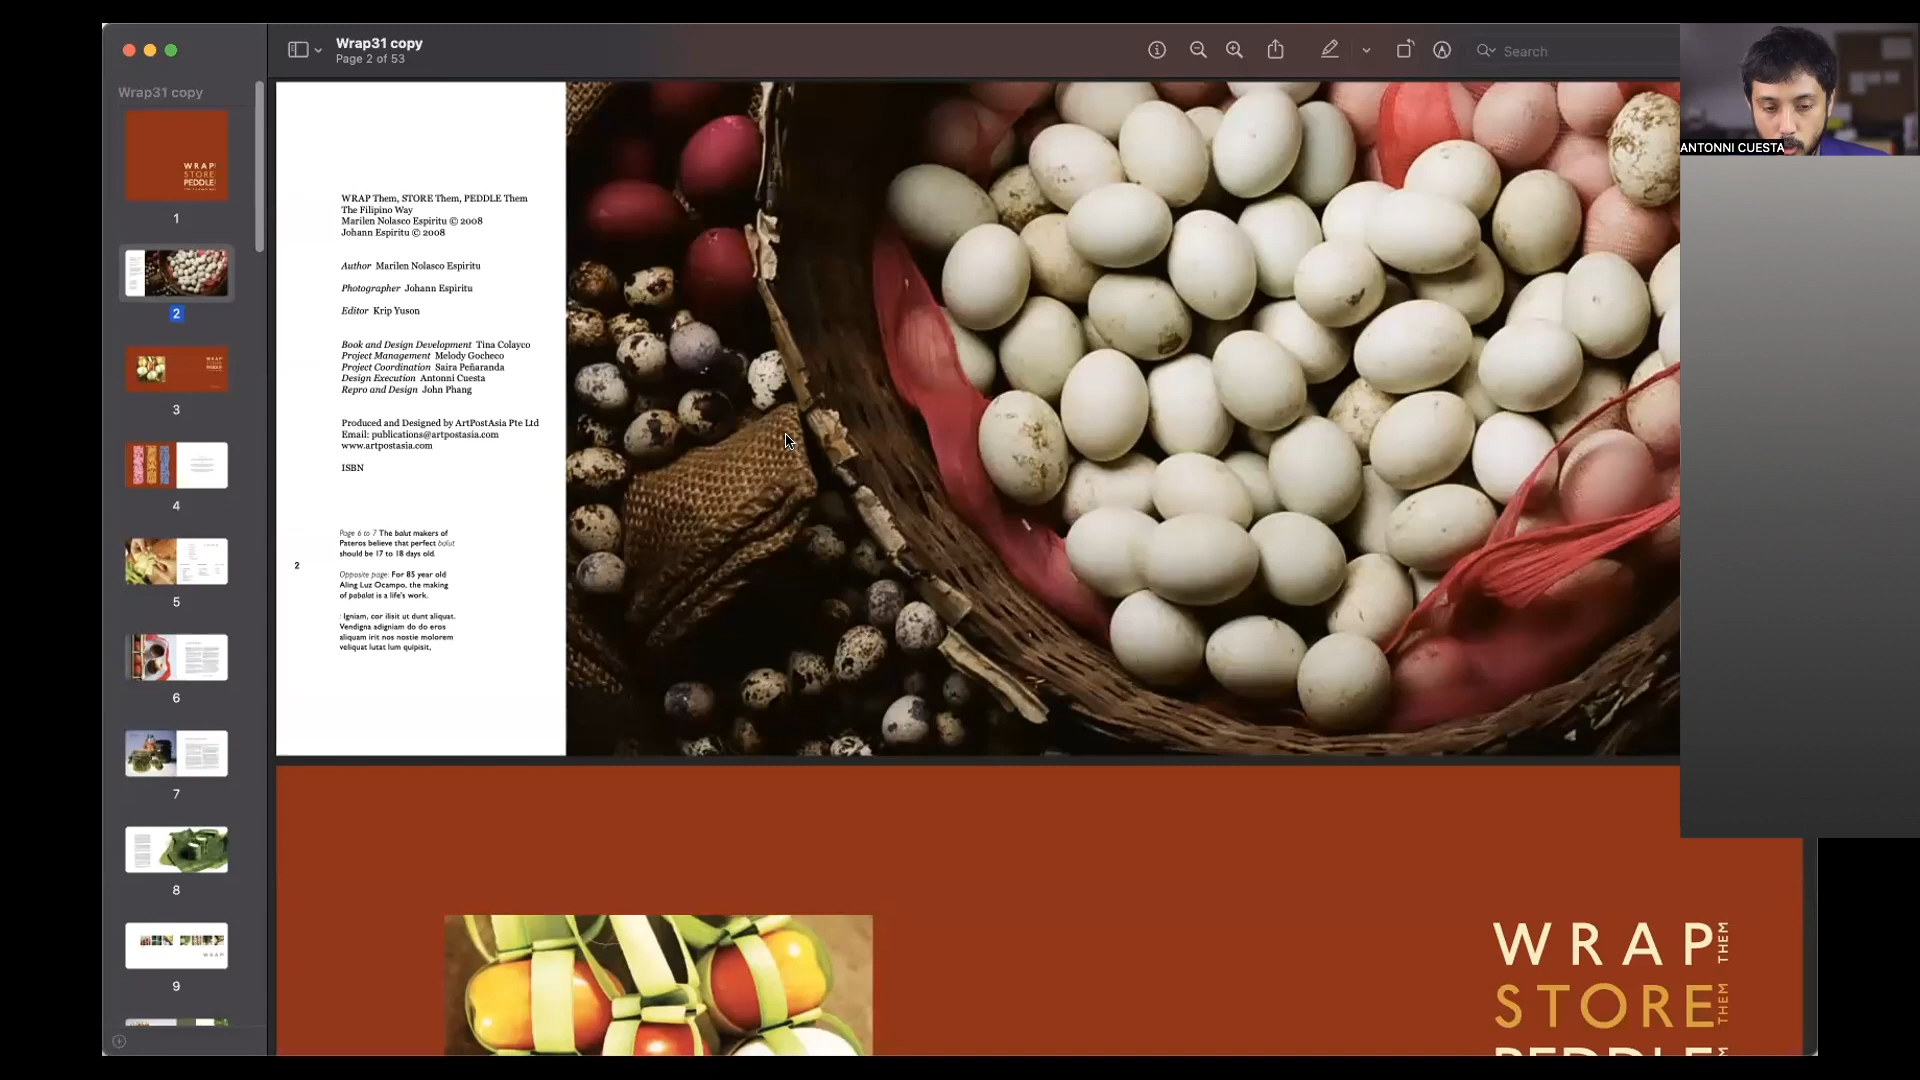 Wrap31 copy
Page 2 of 53
Search
ANTONNI CUESTA
Wrap31 copy
WRAP
STORE
PEDDLE
1
2
3
4
5
6
7
8
WRAP
9
WRAP Them, STORE Them, PEDDLE Them
The Filipino Way
Marilen Nolasco Espiritu © 2008
Johann Espiritu © 2008
Author Marilen Nolasco Espiritu
Photographer Johann Espiritu
Editor Krip Yuson
Book and Design Development Tina Colayco
Project Management Melody Gocheco
Project Coordination Saira Peñaranda
Design Execution Antonni Cuesta
Repro and Design John Phang
Produced and Designed by ArtPostAsia Pte Ltd
Email: publications@artpostasia.com
www.artpostasia.com
ISBN
Page 6 to 7 The balut makers of
Pateros believe that perfect balut
should be 17 to 18 days old.
2
Opposite page: For 85 year old
Aling Luz Ocampo, the making
of pabalat is a life's work.
: Igniam, cor ilisit ut dunt aliquat.
Vendigna adigniam do do eros
aliquam irit nos nostie molorem
veliquat lutat lum quipisit,
WRAP THEM
STORE THEM
PEDDLE